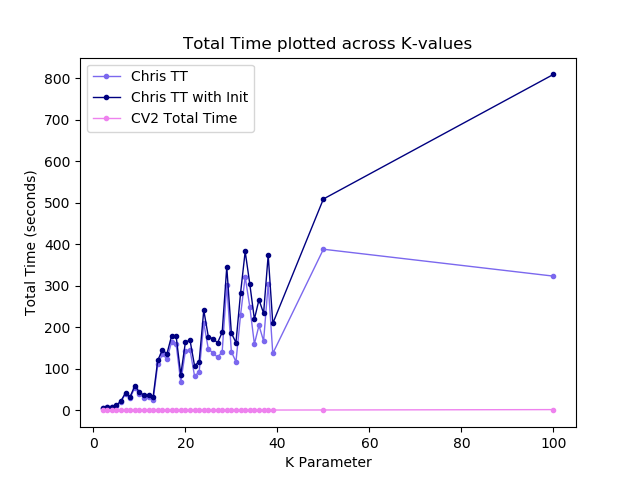 Total Time plotted across K-values
Chris TT
Chris TT with Init
CV2 Total Time
Total Time (seconds)
800
700
600
500
400
300
200
100
0
0 20 40 60 80 100
K Parameter